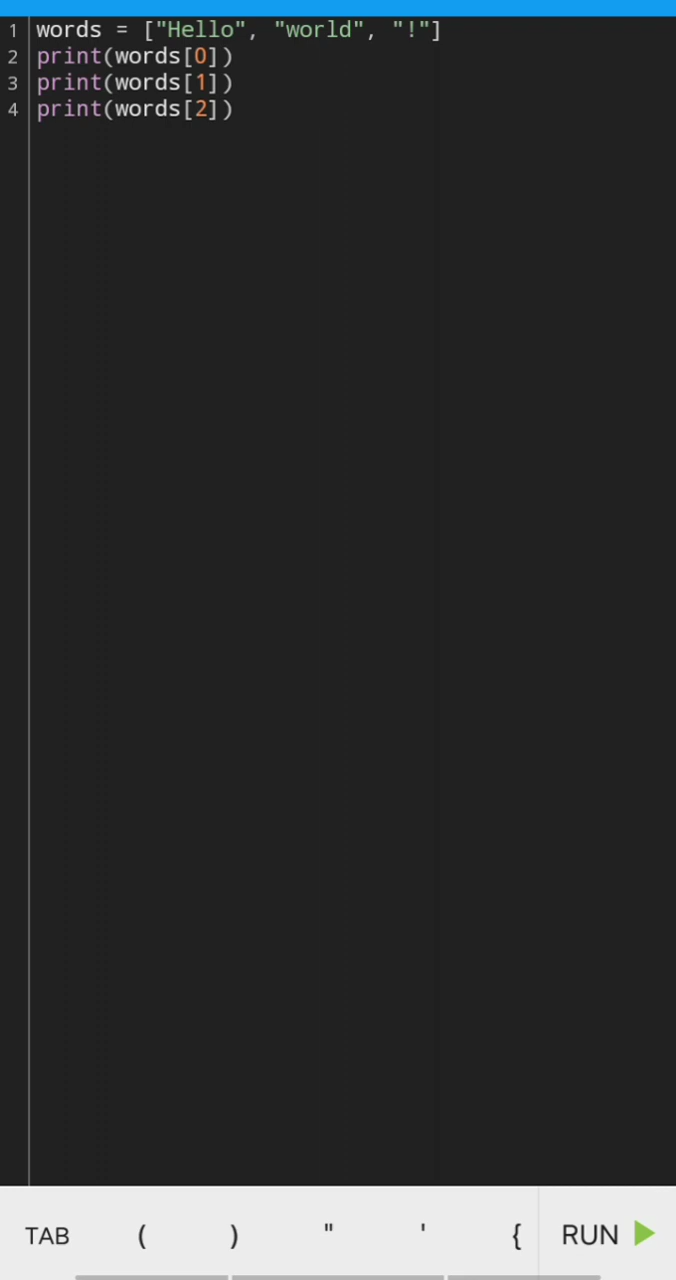 1 words = ["Hello", "world", "!"]
2 print(words[0])
3 print(words[1])
4 print(words[2])
TAB ( ) " ' { RUN